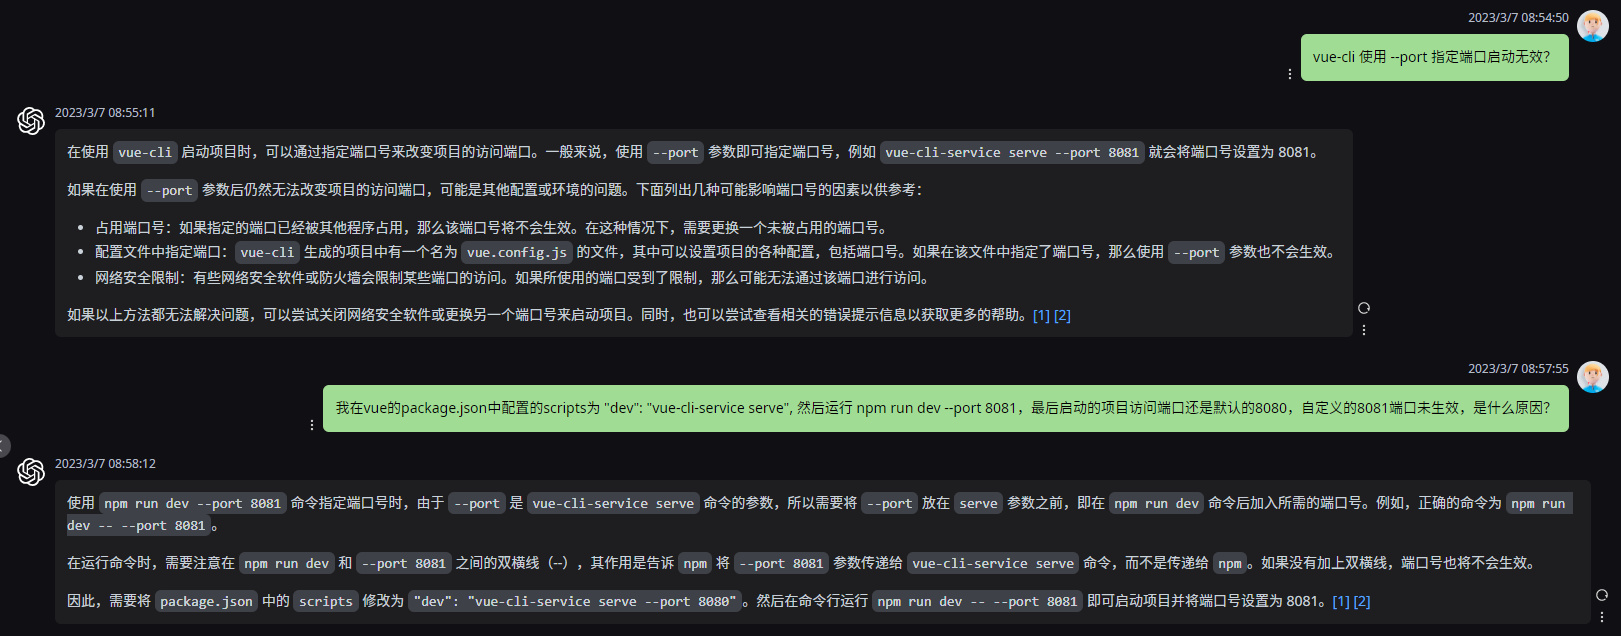 2023/3/7 08:54:50
vue-cli 使用 --port 指定端口启动无效?
2023/3/7 08:55:11
在使用 vue-cli 启动项目时，可以通过指定端口号来改变项目的访问端口。一般来说，使用 --port 参数即可指定端口号，例如 vue-cli-service serve --port 8081 就会将端口号设置为 8081。
如果在使用 --port 参数后仍然无法改变项目的访问端口，可能是其他配置或环境的问题。下面列出几种可能影响端口号的因素以供参考：
• 占用端口号：如果指定的端口已经被其他程序占用，那么该端口号将不会生效。在这种情况下，需要更换一个未被占用的端口号。
• 配置文件中指定端口：vue-cli 生成的项目中有一个名为 vue.config.js 的文件，其中可以设置项目的各种配置，包括端口号。如果在该文件中指定了端口号，那么使用 --port 参数也不会生效。
• 网络安全限制：有些网络安全软件或防火墙会限制某些端口的访问。如果所使用的端口受到了限制，那么可能无法通过该端口进行访问。
如果以上方法都无法解决问题，可以尝试关闭网络安全软件或更换另一个端口号来启动项目。同时，也可以尝试查看相关的错误提示信息以获取更多的帮助。[1] [2]
2023/3/7 08:57:55
我在vue的package.json中配置的scripts为 "dev": "vue-cli-service serve", 然后运行 npm run dev --port 8081，最后启动的项目访问端口还是默认的8080，自定义的8081端口未生效，是什么原因?
2023/3/7 08:58:12
使用 npm run dev --port 8081 命令指定端口号时，由于 --port 是 vue-cli-service serve 命令的参数，所以需要将 --port 放在 serve 参数之前，即在 npm run dev 命令后加入所需的端口号。例如，正确的命令为 npm run
dev -- --port 8081 。
在运行命令时，需要注意在 npm run dev 和 --port 8081 之间的双横线（--），其作用是告诉 npm 将 --port 8081 参数传递给 vue-cli-service serve 命令，而不是传递给 npm 。如果没有加上双横线，端口号也将不会生效。
因此，需要将 package.json 中的 scripts 修改为 "dev": "vue-cli-service serve --port 8080" 。然后在命令行运行 npm run dev -- --port 8081 即可启动项目并将端口号设置为 8081。[1] [2]